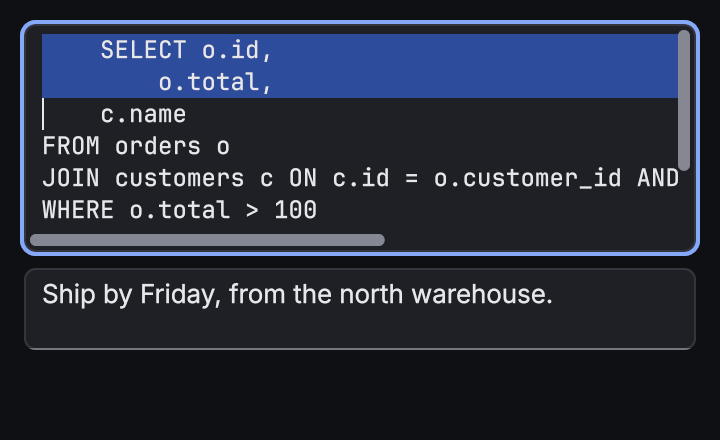 SELECT o.id,
        o.total,
    c.name
FROM orders o
JOIN customers c ON c.id = o.customer_id AND
WHERE o.total > 100
Ship by Friday, from the north warehouse.